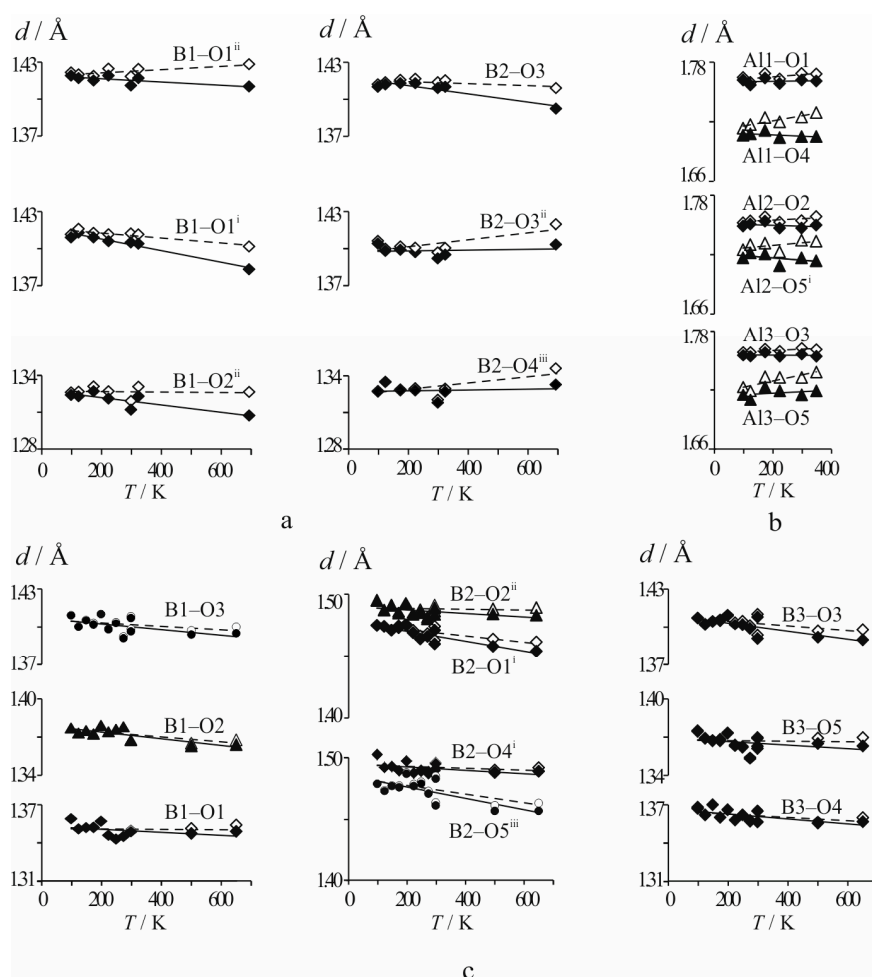 d / Å
1.43
B1–O1ⁱⁱ
1.37
1.43
B1–O1ⁱ
1.37
1.34
B1–O2ⁱⁱ
1.28
0 200 400 600
T / K
1.43
B2–O3
1.37
1.43
B2–O3ⁱⁱ
1.37
1.34
B2–O4ⁱⁱⁱ
1.28
0 200 400 600
T / K
a
d / Å
1.78
Al1–O1
Al1–O4
1.66
1.78
Al2–O2
Al2–O5ⁱ
1.66
1.78
Al3–O3
Al3–O5
1.66
0 100 200 300 400
T / K
b
d / Å
1.43
B1–O3
1.37
1.40
B1–O2
1.34
1.37
B1–O1
1.31
0 200 400 600
T / K
d / Å
1.50
B2–O2ⁱⁱ
B2–O1ⁱ
1.40
1.50
B2–O4ⁱ
B2–O5ⁱⁱⁱ
1.40
0 200 400 600
T / K
d / Å
1.43
B3–O3
1.37
1.40
B3–O5
1.34
1.37
B3–O4
1.31
0 200 400 600
T / K
c